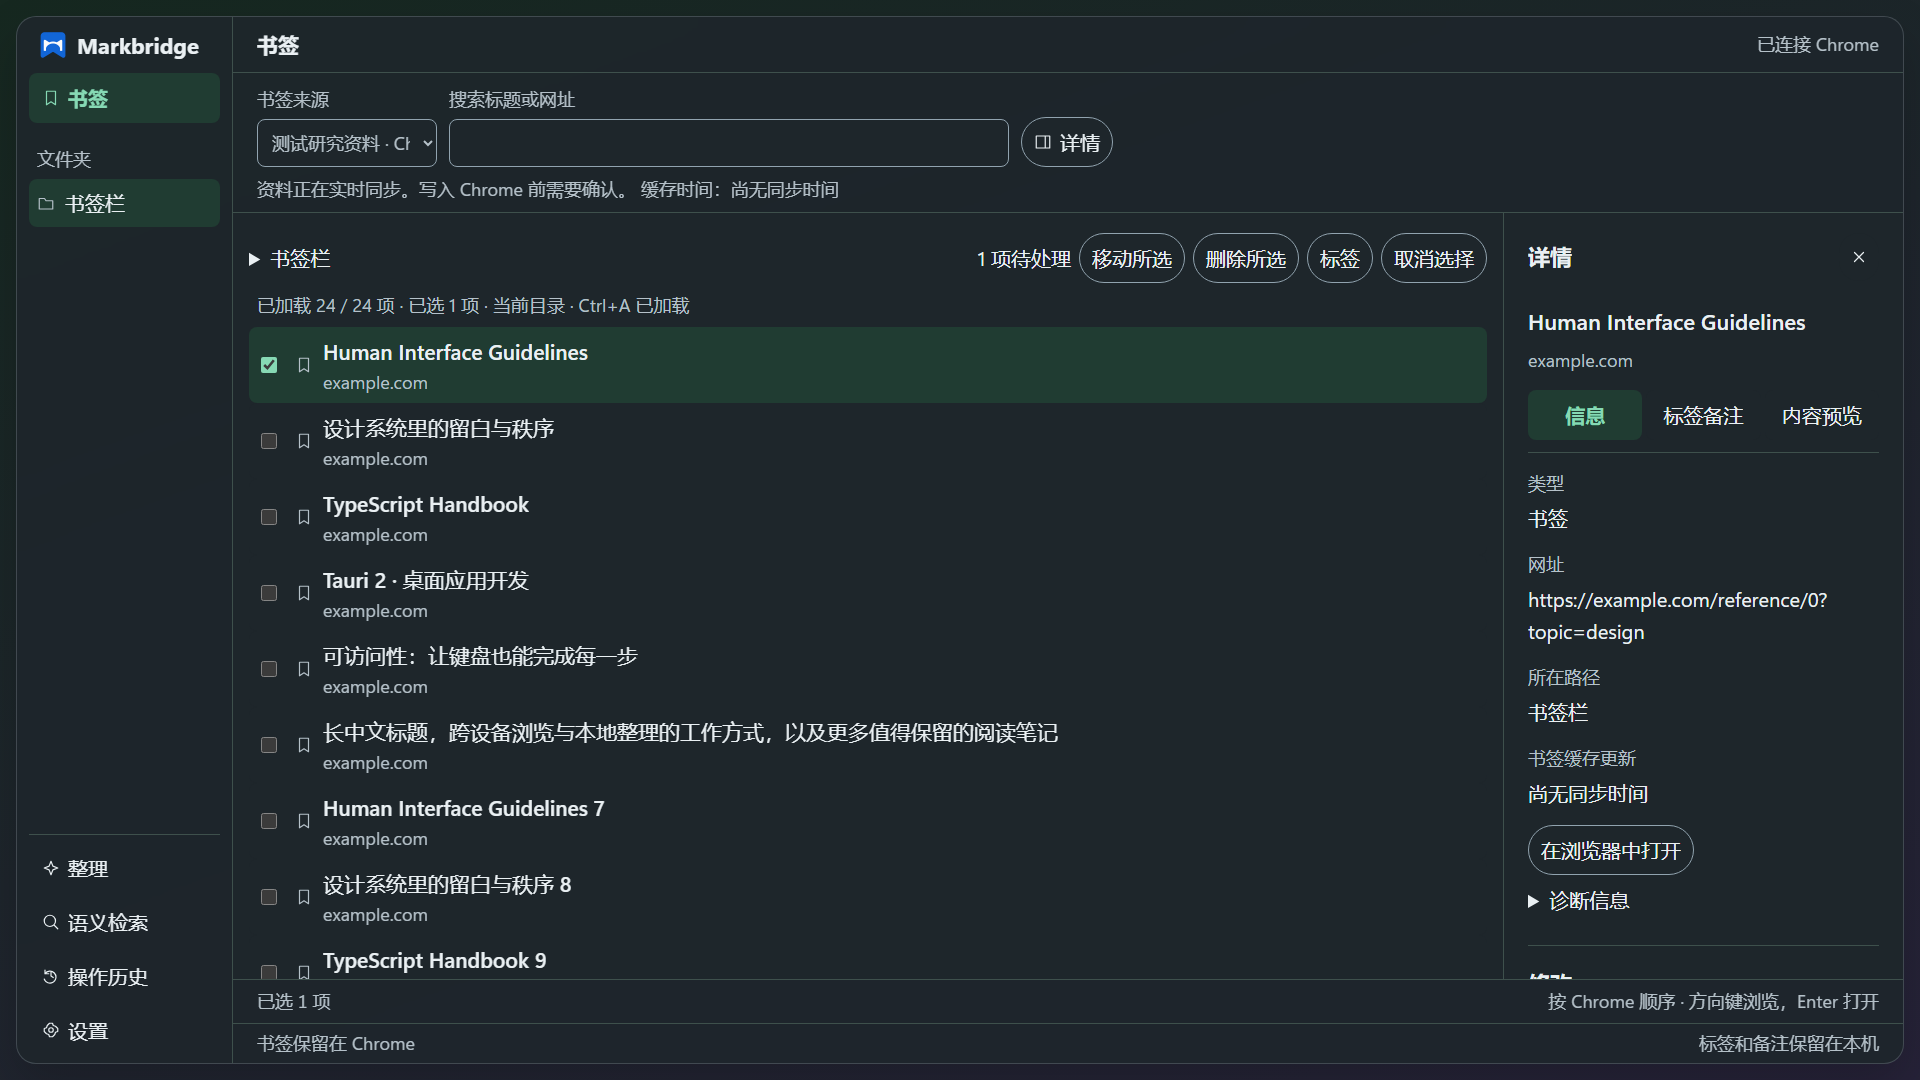 Markbridge
书签
文件夹
书签栏
整理
语义检索
操作历史
设置
书签
已连接 Chrome
书签来源
搜索标题或网址
测试研究资料 · Ch
详情
资料正在实时同步。写入 Chrome 前需要确认。 缓存时间：尚无同步时间
书签栏
1 项待处理
移动所选
删除所选
标签
取消选择
已加载 24 / 24 项 · 已选 1 项 · 当前目录 · Ctrl+A 已加载
Human Interface Guidelines
example.com
设计系统里的留白与秩序
example.com
TypeScript Handbook
example.com
Tauri 2 · 桌面应用开发
example.com
可访问性：让键盘也能完成每一步
example.com
长中文标题，跨设备浏览与本地整理的工作方式，以及更多值得保留的阅读笔记
example.com
Human Interface Guidelines 7
example.com
设计系统里的留白与秩序 8
example.com
TypeScript Handbook 9
详情
Human Interface Guidelines
example.com
信息
标签备注
内容预览
类型
书签
网址
https://example.com/reference/0?
topic=design
所在路径
书签栏
书签缓存更新
尚无同步时间
在浏览器中打开
诊断信息
已选 1 项
按 Chrome 顺序 · 方向键浏览，Enter 打开
书签保留在 Chrome
标签和备注保留在本机